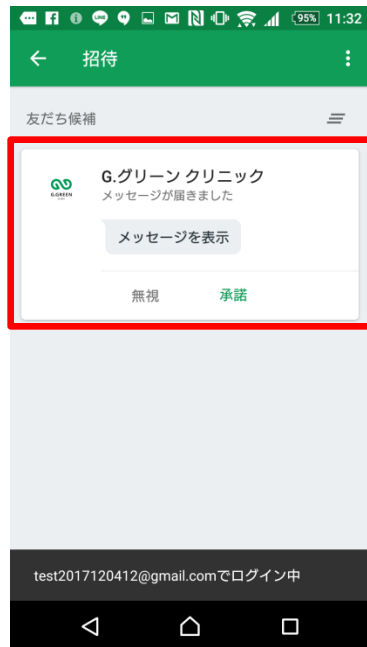 95% 11:32
招待
友だち候補
G.グリーン クリニック
メッセージが届きました
G.GREEN
メッセージを表示
無視 承諾
test2017120412@gmail.comでログイン中